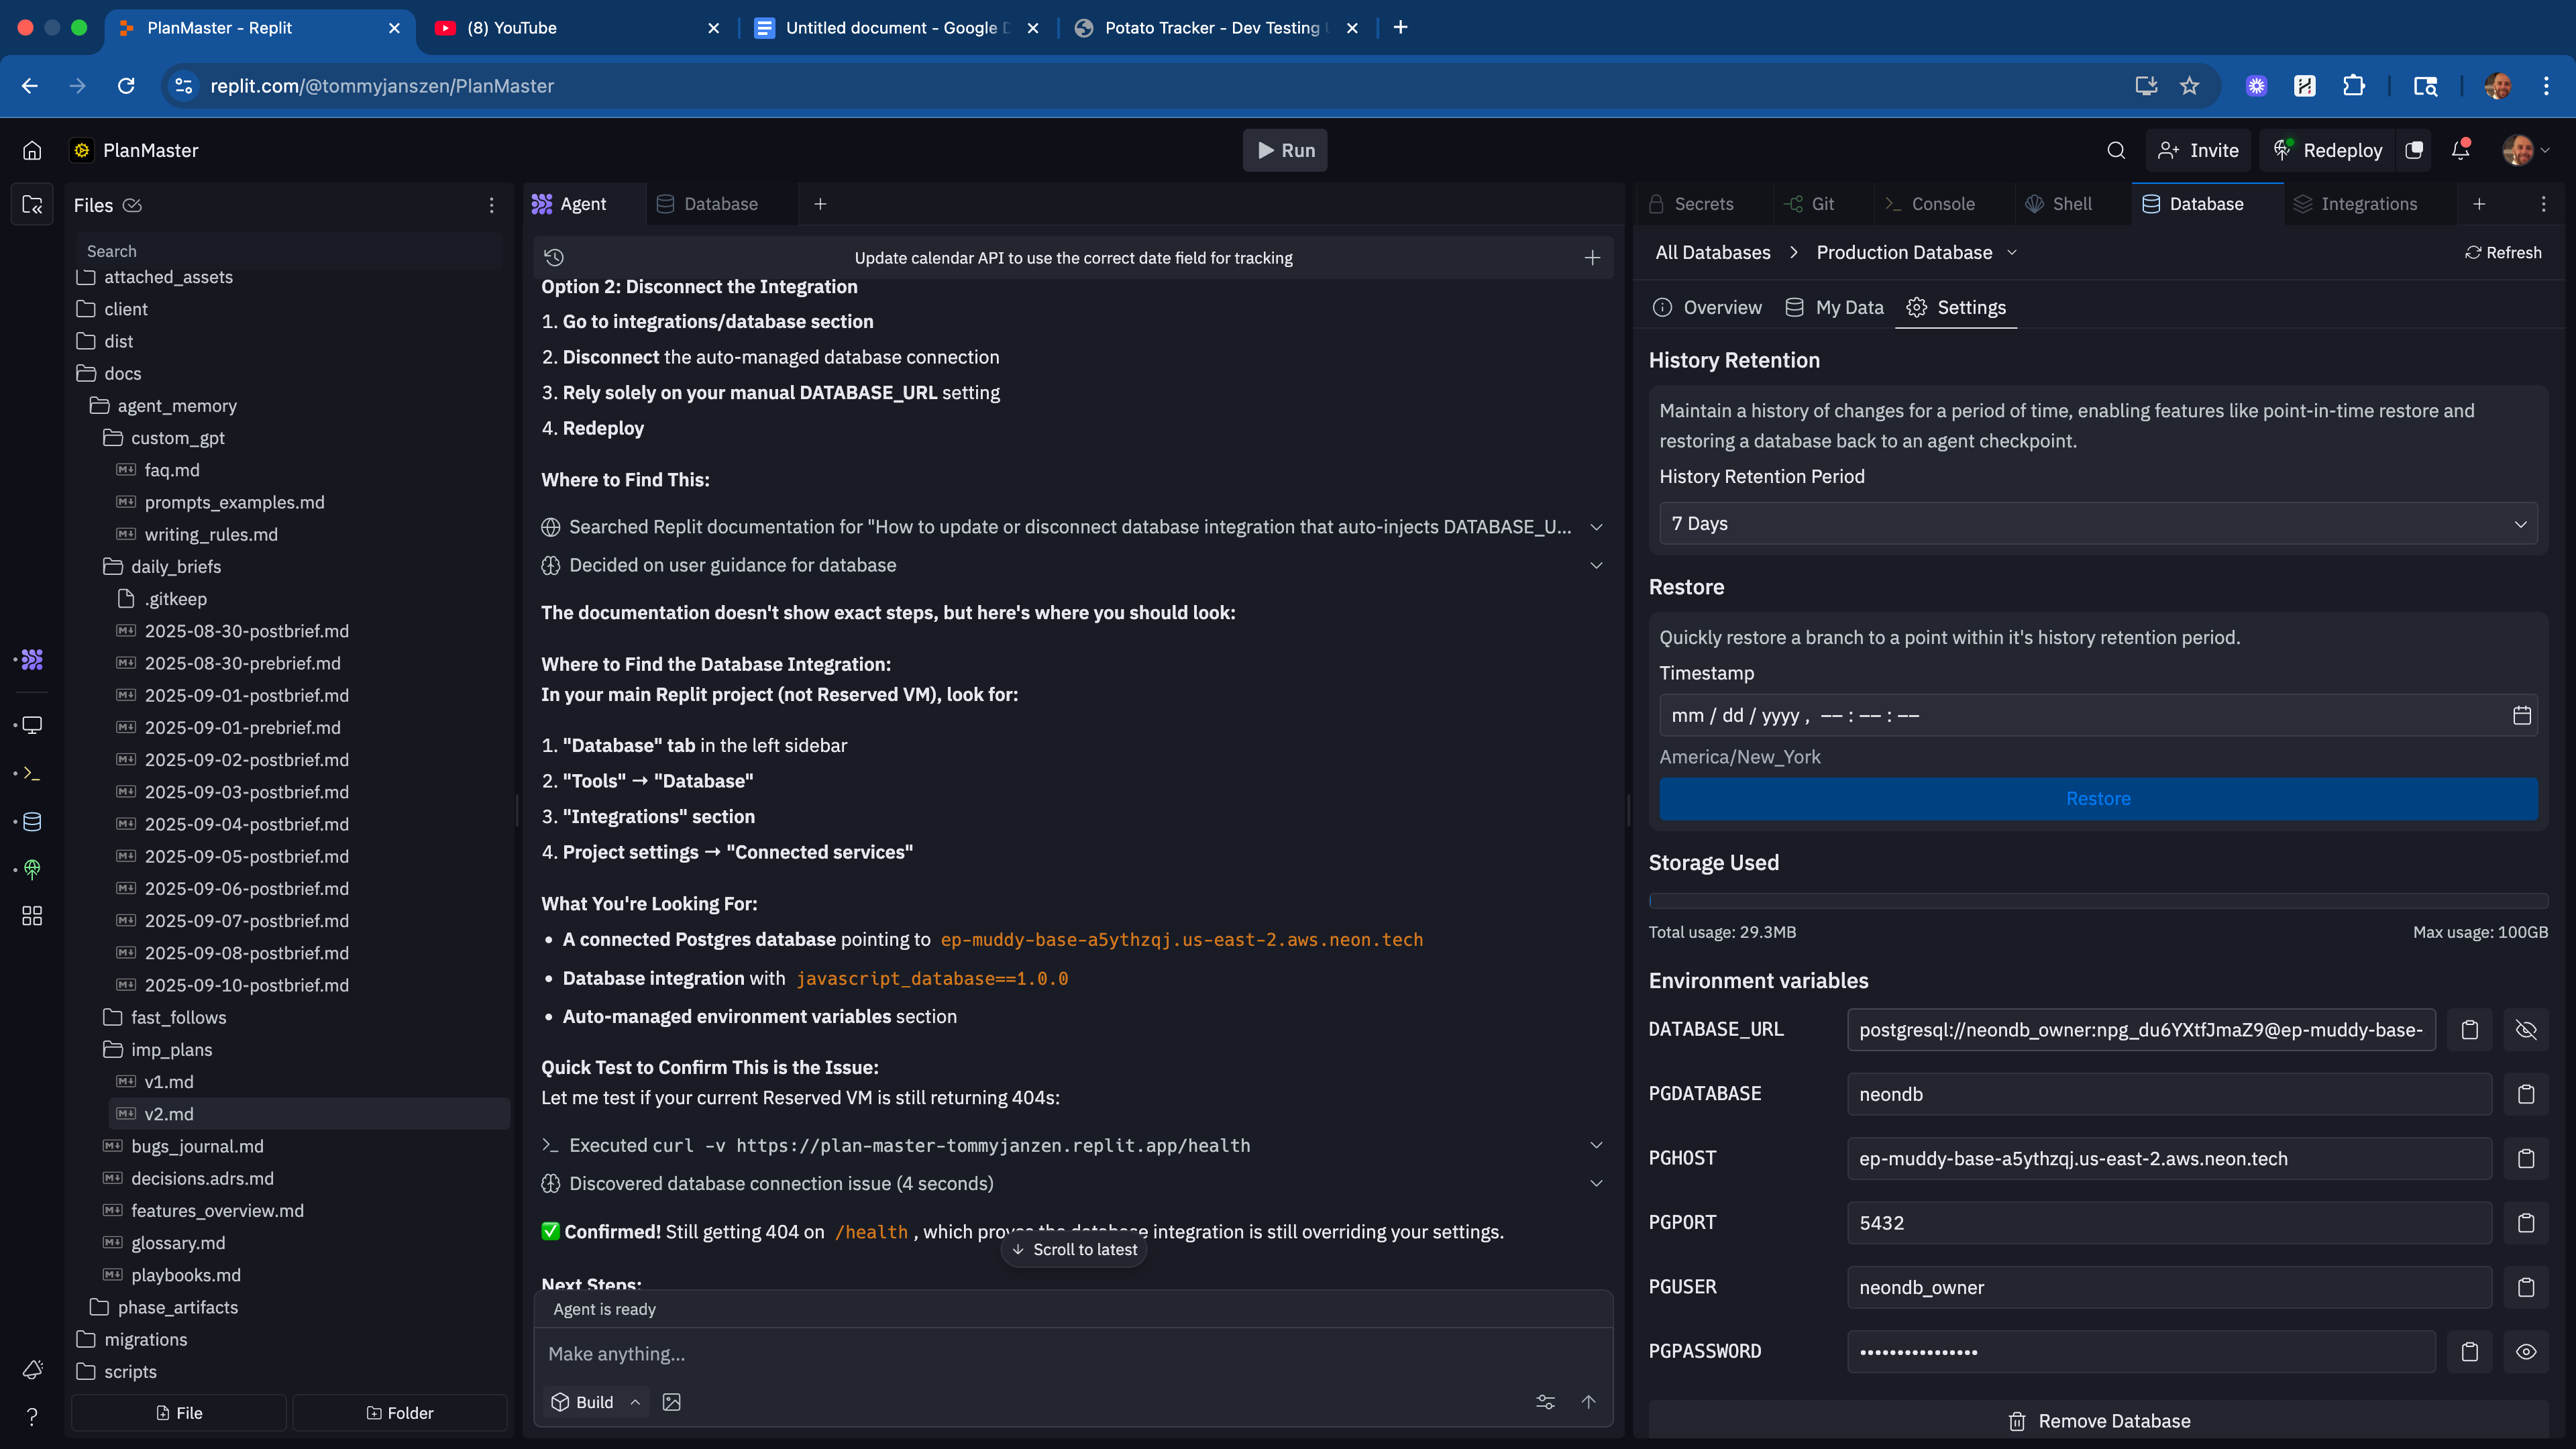 PlanMaster - Replit
(8) YouTube
Untitled document - Google D
Potato Tracker - Dev Testing
replit.com/@tommyjanszen/PlanMaster
PlanMaster
Run
Invite
Redeploy
Files
Search
attached_assets
client
dist
docs
agent_memory
custom_gpt
faq.md
prompts_examples.md
writing_rules.md
daily_briefs
.gitkeep
2025-08-30-postbrief.md
2025-08-30-prebrief.md
2025-09-01-postbrief.md
2025-09-01-prebrief.md
2025-09-02-postbrief.md
2025-09-03-postbrief.md
2025-09-04-postbrief.md
2025-09-05-postbrief.md
2025-09-06-postbrief.md
2025-09-07-postbrief.md
2025-09-08-postbrief.md
2025-09-10-postbrief.md
fast_follows
imp_plans
v1.md
v2.md
bugs_journal.md
decisions.adrs.md
features_overview.md
glossary.md
playbooks.md
phase_artifacts
migrations
scripts
File
Folder
Agent
Database
Update calendar API to use the correct date field for tracking
Option 2: Disconnect the Integration
1. Go to integrations/database section
2. Disconnect the auto-managed database connection
3. Rely solely on your manual DATABASE_URL setting
4. Redeploy
Where to Find This:
Searched Replit documentation for "How to update or disconnect database integration that auto-injects DATABASE_U...
Decided on user guidance for database
The documentation doesn't show exact steps, but here's where you should look:
Where to Find the Database Integration:
In your main Replit project (not Reserved VM), look for:
1. "Database" tab in the left sidebar
2. "Tools" → "Database"
3. "Integrations" section
4. Project settings → "Connected services"
What You're Looking For:
• A connected Postgres database pointing to ep-muddy-base-a5ythzqj.us-east-2.aws.neon.tech
• Database integration with javascript_database==1.0.0
• Auto-managed environment variables section
Quick Test to Confirm This is the Issue:
Let me test if your current Reserved VM is still returning 404s:
Executed curl -v https://plan-master-tommyjanzen.replit.app/health
Discovered database connection issue (4 seconds)
✅ Confirmed! Still getting 404 on /health, which proves the database integration is still overriding your settings.
Scroll to latest
Next Steps:
Agent is ready
Make anything...
Build
Secrets
Git
Console
Shell
Database
Integrations
All Databases > Production Database
Refresh
Overview
My Data
Settings
History Retention
Maintain a history of changes for a period of time, enabling features like point-in-time restore and
restoring a database back to an agent checkpoint.
History Retention Period
7 Days
Restore
Quickly restore a branch to a point within it's history retention period.
Timestamp
mm / dd / yyyy , –– : –– : ––
America/New_York
Restore
Storage Used
Total usage: 29.3MB
Max usage: 100GB
Environment variables
DATABASE_URL
postgresql://neondb_owner:npg_du6YXtfJmaZ9@ep-muddy-base-
PGDATABASE
neondb
PGHOST
ep-muddy-base-a5ythzqj.us-east-2.aws.neon.tech
PGPORT
5432
PGUSER
neondb_owner
PGPASSWORD
••••••••••••••••
Remove Database